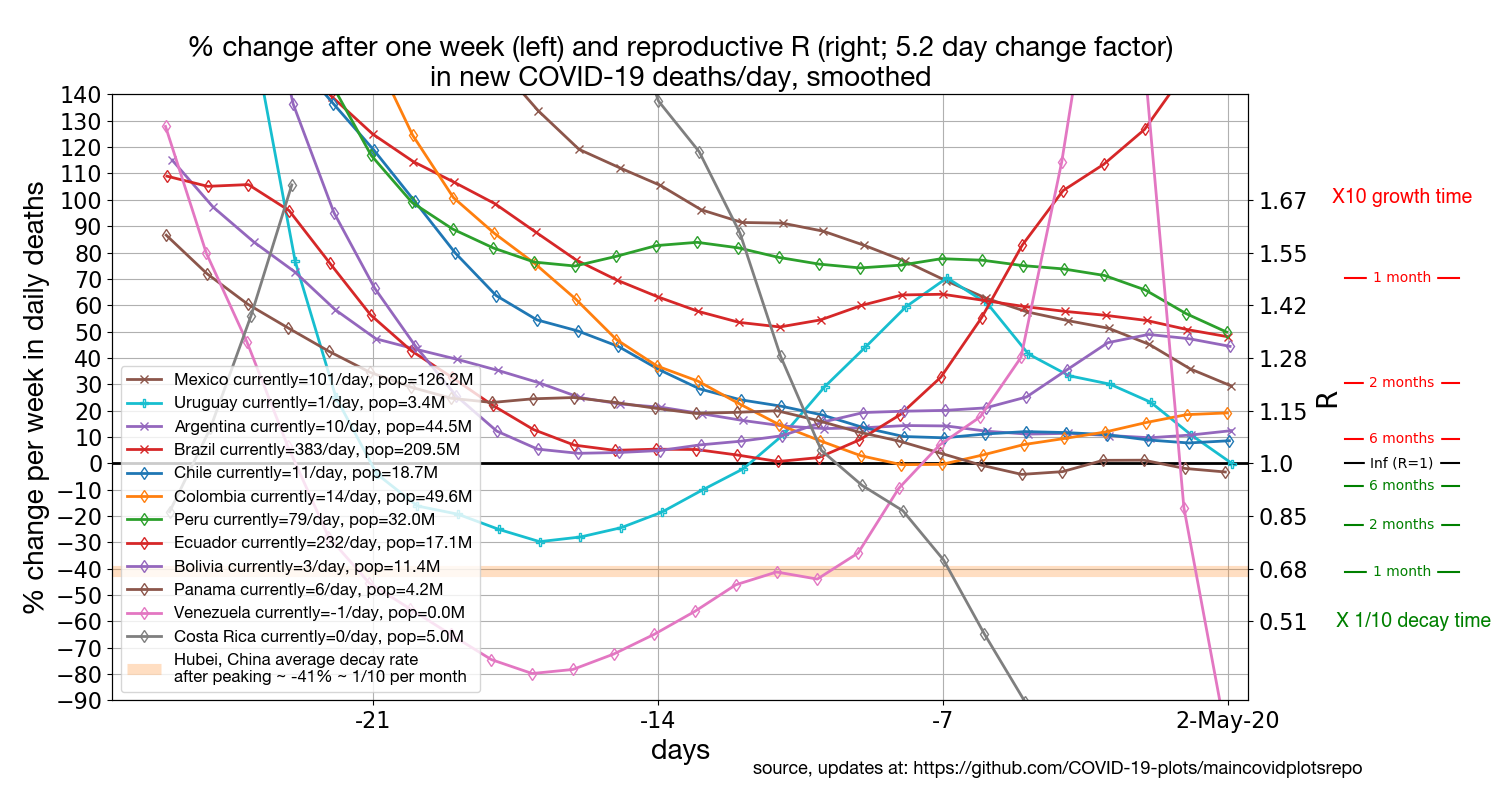 % change after one week (left) and reproductive R (right; 5.2 day change factor)
in new COVID-19 deaths/day, smoothed
% change per week in daily deaths
140
130
120
110
100
90
80
70
60
50
40
30
20
10
0
−10
−20
−30
−40
−50
−60
−70
−80
−90
Mexico currently=101/day, pop=126.2M
Uruguay currently=1/day, pop=3.4M
Argentina currently=10/day, pop=44.5M
Brazil currently=383/day, pop=209.5M
Chile currently=11/day, pop=18.7M
Colombia currently=14/day, pop=49.6M
Peru currently=79/day, pop=32.0M
Ecuador currently=232/day, pop=17.1M
Bolivia currently=3/day, pop=11.4M
Panama currently=6/day, pop=4.2M
Venezuela currently=-1/day, pop=0.0M
Costa Rica currently=0/day, pop=5.0M
Hubei, China average decay rate
after peaking ~ -41% ~ 1/10 per month
-21
-14
-7
2-May-20
days
1.67
1.55
1.42
1.28
1.15
1.0
0.85
0.68
0.51
R
X10 growth time
1 month
2 months
6 months
Inf (R=1)
6 months
2 months
1 month
X 1/10 decay time
source, updates at: https://github.com/COVID-19-plots/maincovidplotsrepo